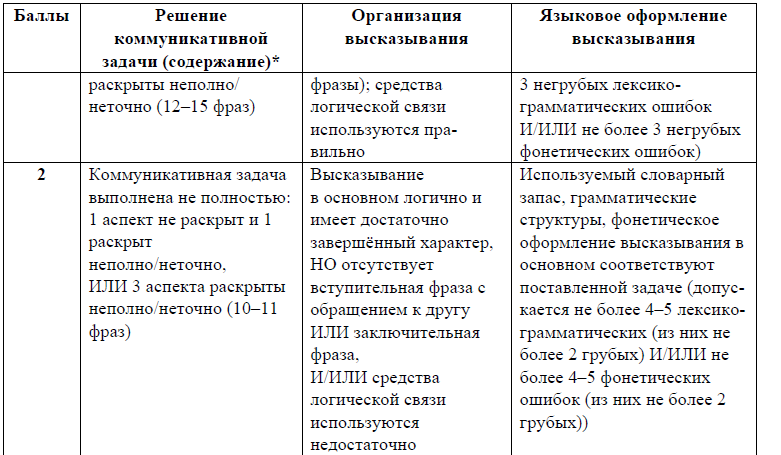 Баллы
Решение
коммуникативной
задачи (содержание)*
Организация
высказывания
Языковое оформление
высказывания
раскрыты неполно/
неточно (12–15 фраз)
фразы); средства
логической связи
используются пра-
вильно
3 негрубых лексико-
грамматических ошибок
И/ИЛИ не более 3 негрубых
фонетических ошибок)
2
Коммуникативная задача
выполнена не полностью:
1 аспект не раскрыт и 1
раскрыт
неполно/неточно,
ИЛИ 3 аспекта раскрыты
неполно/неточно (10–11
фраз)
Высказывание
в основном логично и
имеет достаточно
завершённый характер,
НО отсутствует
вступительная фраза с
обращением к другу
ИЛИ заключительная
фраза,
И/ИЛИ средства
логической связи
используются
недостаточно
Используемый словарный
запас, грамматические
структуры, фонетическое
оформление высказывания в
основном соответствуют
поставленной задаче (допус-
кается не более 4–5 лексико-
грамматических (из них не
более 2 грубых) И/ИЛИ не
более 4–5 фонетических
ошибок (из них не более 2
грубых))